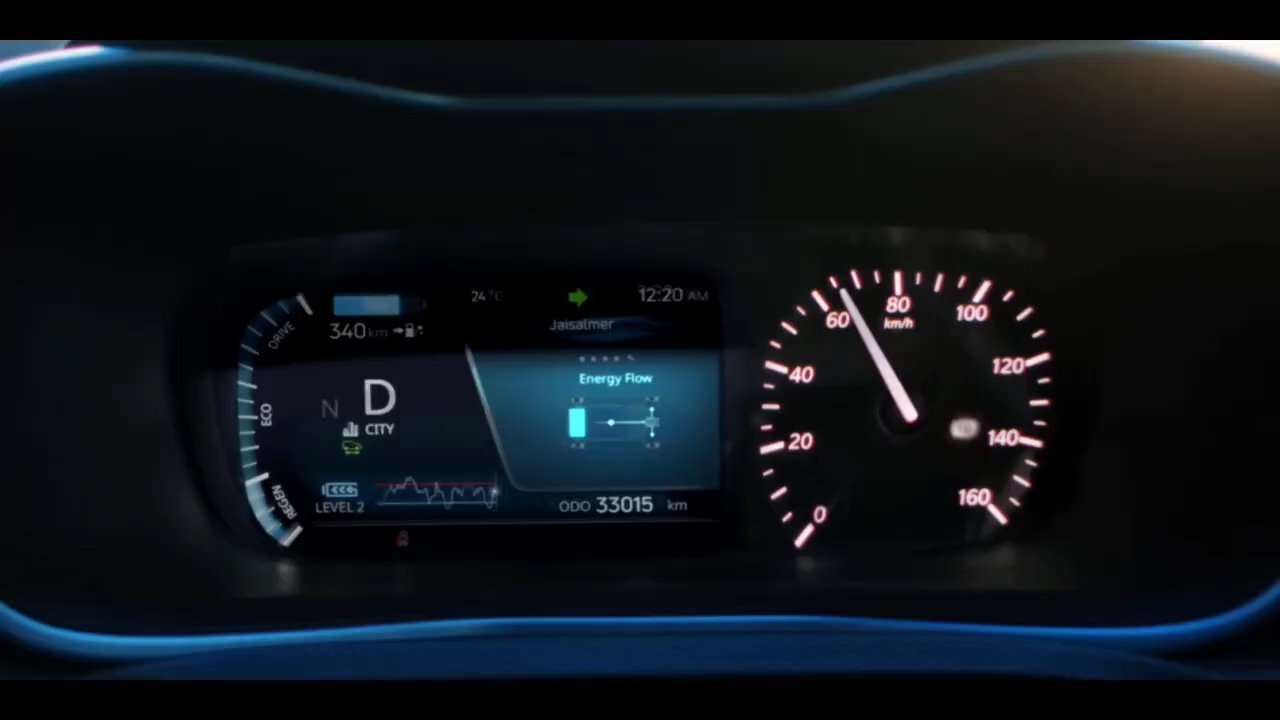 24 °C
12:20 AM
340 km
Jaisalmer
DRIVE
ECO
REGEN
N D
CITY
LEVEL 2
Energy Flow
ODO 33015 km
0
20
40
60
80
km/h
100
120
140
160